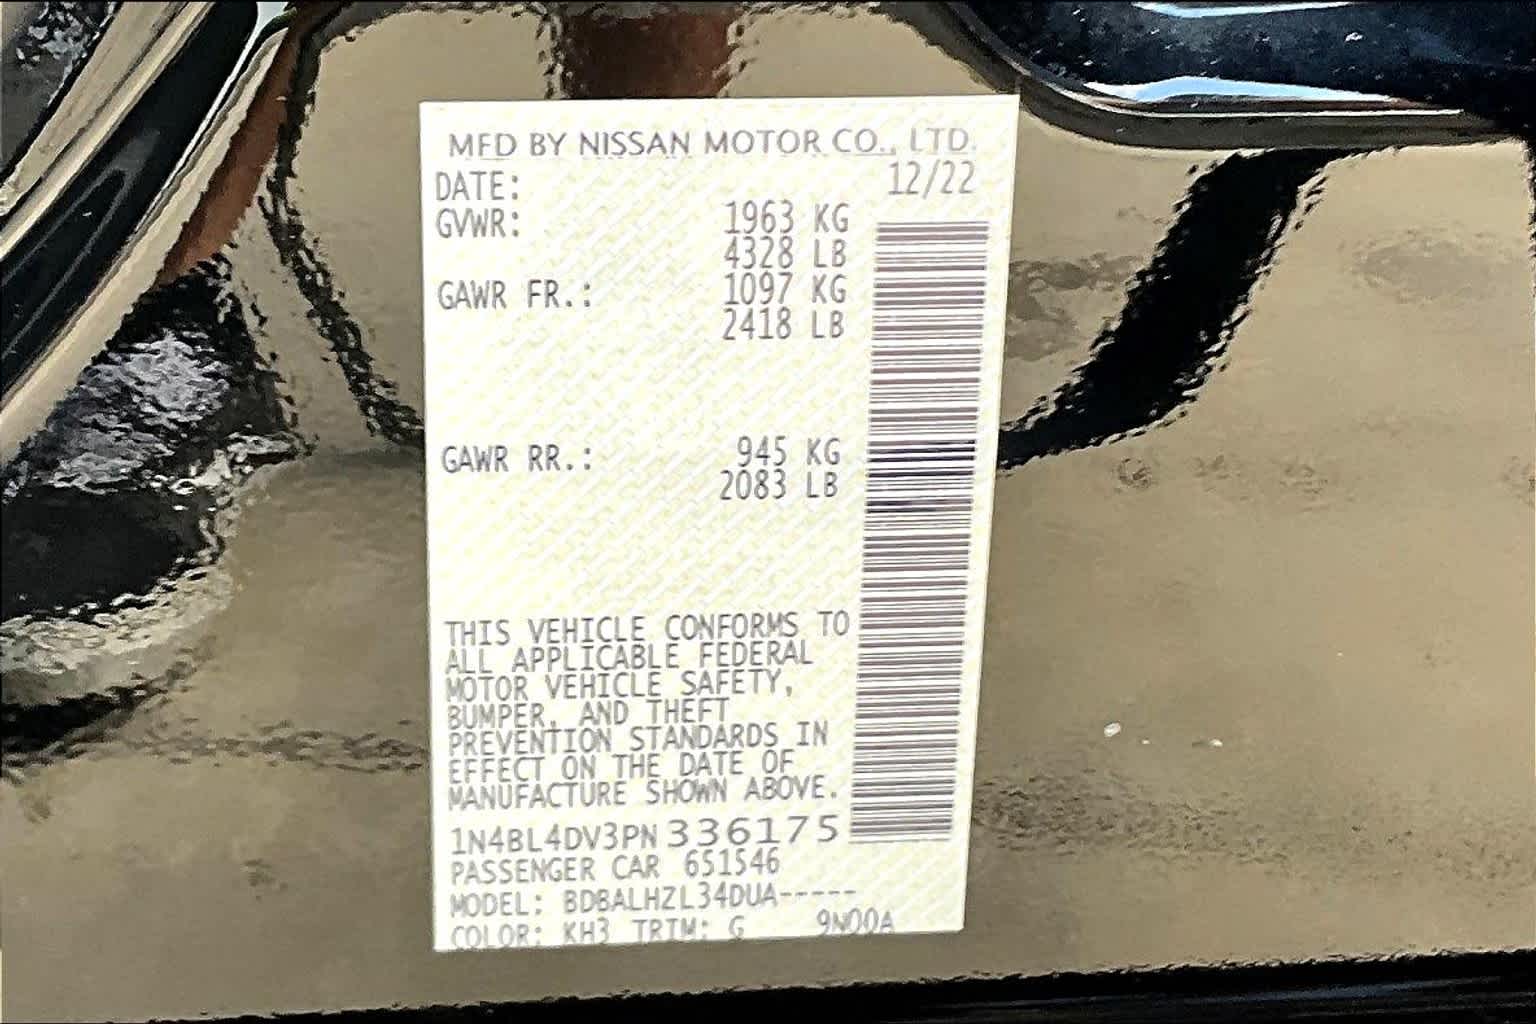 MFD BY NISSAN MOTOR CO., LTD.
DATE: 12/22
GVWR: 1963 KG
4328 LB
GAWR FR.: 1097 KG
2418 LB
GAWR RR.: 945 KG
2083 LB
THIS VEHICLE CONFORMS TO
ALL APPLICABLE FEDERAL
MOTOR VEHICLE SAFETY,
BUMPER, AND THEFT
PREVENTION STANDARDS IN
EFFECT ON THE DATE OF
MANUFACTURE SHOWN ABOVE.
1N4BL4DV3PN 336175
PASSENGER CAR 651546
MODEL: BDBALHZL34DUA-----
COLOR: KH3 TRIM: G 9N00A